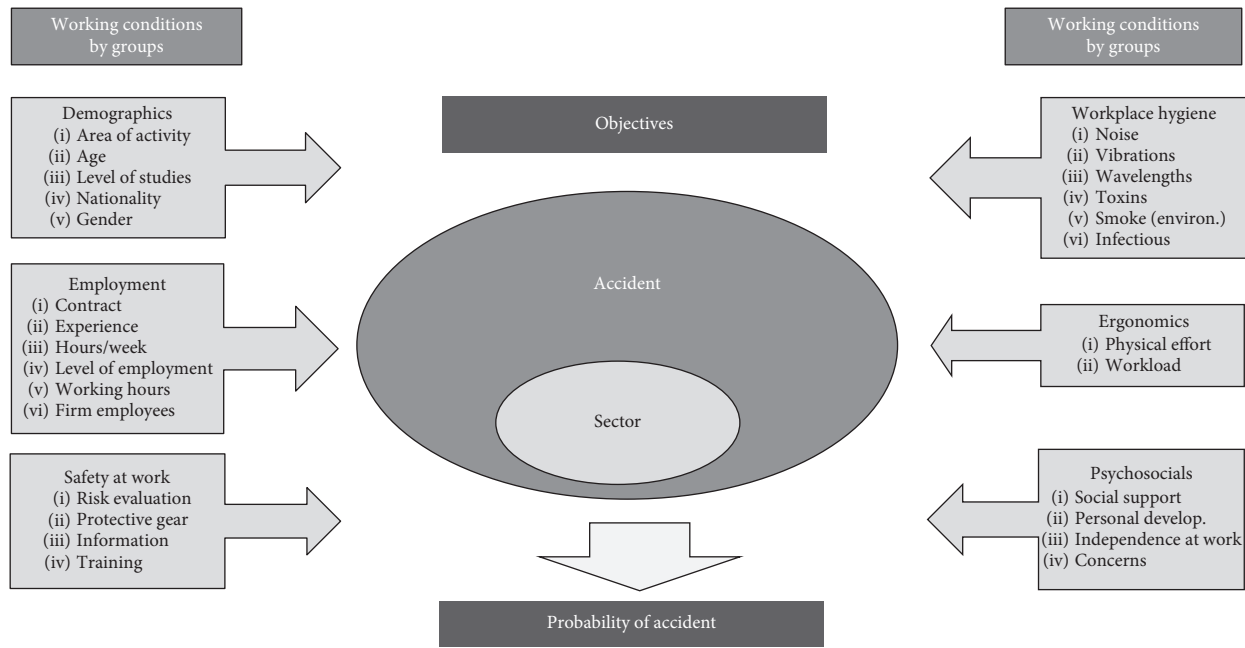 Working conditions
by groups
Demographics
(i) Area of activity
(ii) Age
(iii) Level of studies
(iv) Nationality
(v) Gender
Employment
(i) Contract
(ii) Experience
(iii) Hours/week
(iv) Level of employment
(v) Working hours
(vi) Firm employees
Safety at work
(i) Risk evaluation
(ii) Protective gear
(iii) Information
(iv) Training
Objectives
Accident
Sector
Probability of accident
Working conditions
by groups
Workplace hygiene
(i) Noise
(ii) Vibrations
(iii) Wavelengths
(iv) Toxins
(v) Smoke (environ.)
(vi) Infectious
Ergonomics
(i) Physical effort
(ii) Workload
Psychosocials
(i) Social support
(ii) Personal develop.
(iii) Independence at work
(iv) Concerns